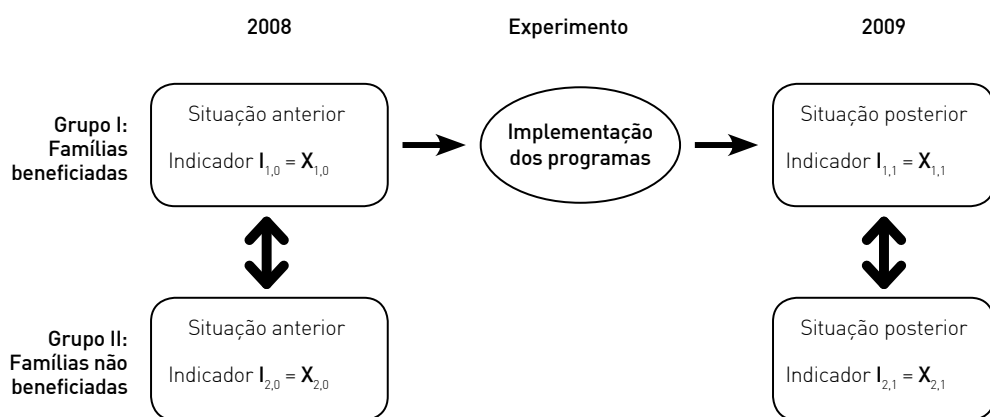 2008 Experimento 2009
Grupo I:
Famílias
beneficiadas
Situação anterior
Indicador I1,0 = X1,0
Implementação
dos programas
Situação posterior
Indicador I1,1 = X1,1
Grupo II:
Famílias não
beneficiadas
Situação anterior
Indicador I2,0 = X2,0
Situação posterior
Indicador I2,1 = X2,1